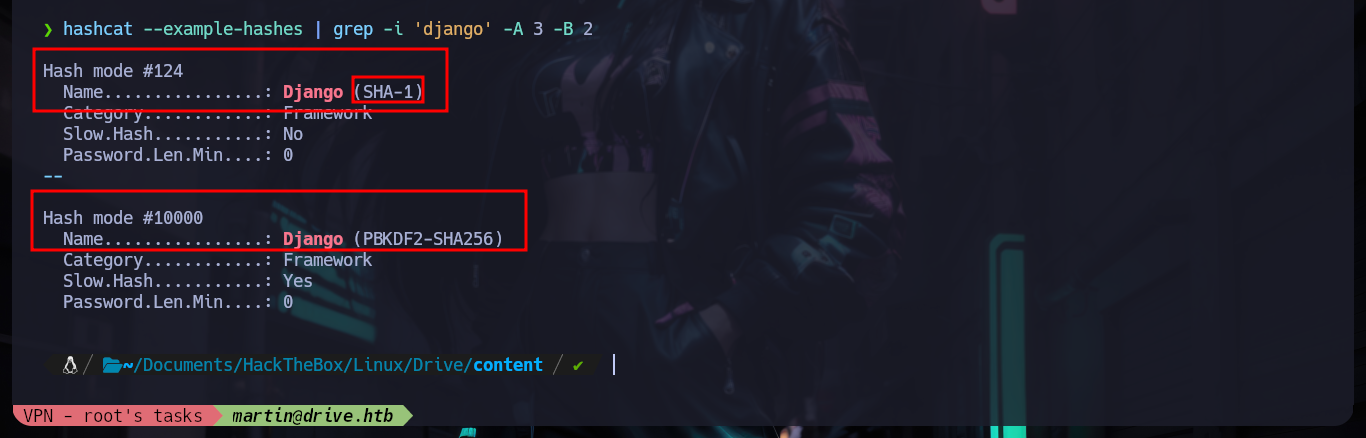 ❯ hashcat --example-hashes | grep -i 'django' -A 3 -B 2
Hash mode #124
Name................: Django (SHA-1)
Category............: Framework
Slow.Hash...........: No
Password.Len.Min....: 0
--
Hash mode #10000
Name................: Django (PBKDF2-SHA256)
Category............: Framework
Slow.Hash...........: Yes
Password.Len.Min....: 0
/ ~/Documents/HackTheBox/Linux/Drive/content / ✔
VPN - root's tasks martin@drive.htb